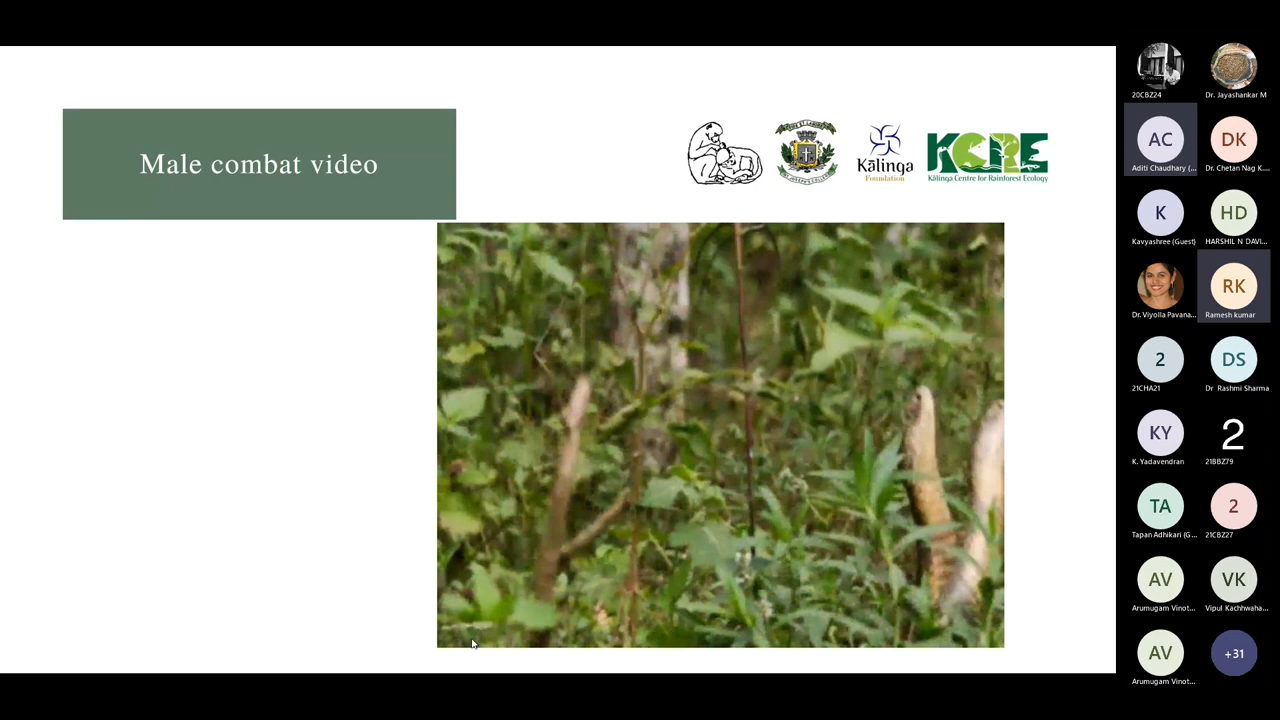 Male combat video
Kālinga
Foundation
KCRE
Kālinga Centre for Rainforest Ecology
20CBZ24
Dr. Jayashankar M
AC
Aditi Chaudhary (...
DK
Dr. Chetan Nag K....
K
Kavyashree (Guest)
HD
HARSHIL N DAVI...
Dr. Viyolla Pavana...
RK
Ramesh kumar
2
21CHA21
DS
Dr Rashmi Sharma
KY
K. Yadavendran
2
21BBZ79
TA
Tapan Adhikari (G...
2
21CBZ27
AV
Arumugam Vinot...
VK
Vipul Kachhwaha...
AV
Arumugam Vinot...
+31